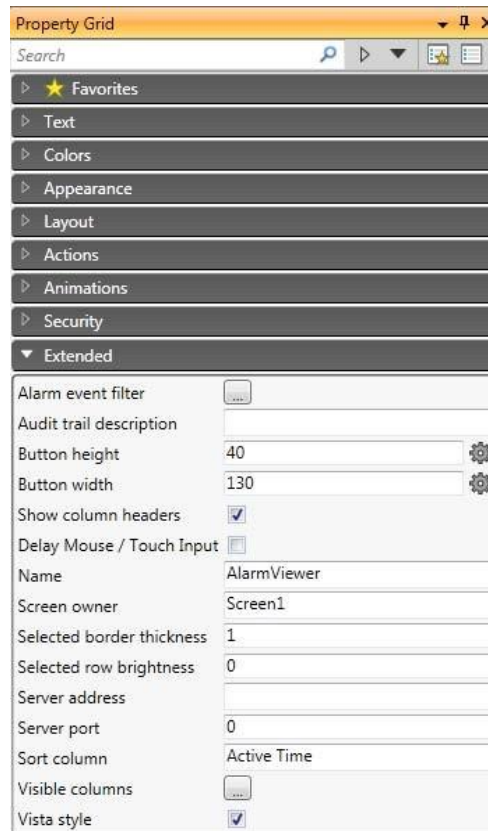 Property Grid
Search
Favorites
Text
Colors
Appearance
Layout
Actions
Animations
Security
Extended
Alarm event filter ...
Audit trail description
Button height 40
Button width 130
Show column headers
Delay Mouse / Touch Input
Name AlarmViewer
Screen owner Screen1
Selected border thickness 1
Selected row brightness 0
Server address
Server port 0
Sort column Active Time
Visible columns ...
Vista style